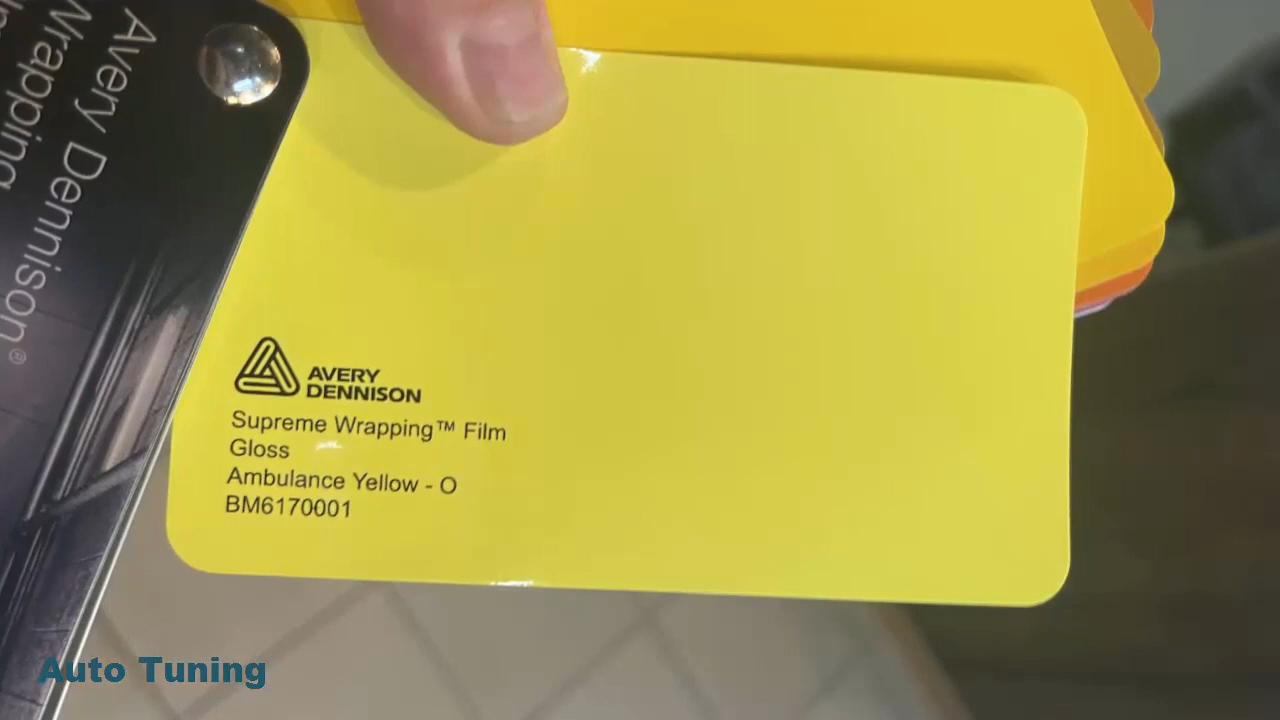 Avery Dennison®
Wrapping
AVERY
DENNISON
Supreme Wrapping™ Film
Gloss
Ambulance Yellow - O
BM6170001
Auto Tuning